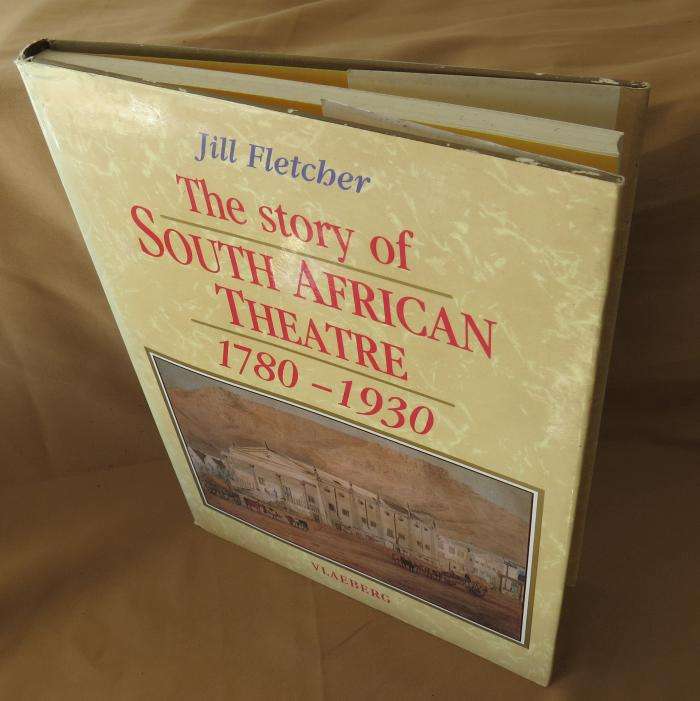 Jill Fletcher
The story of
SOUTH AFRICAN
THEATRE
1780 – 1930
VLAEBERG